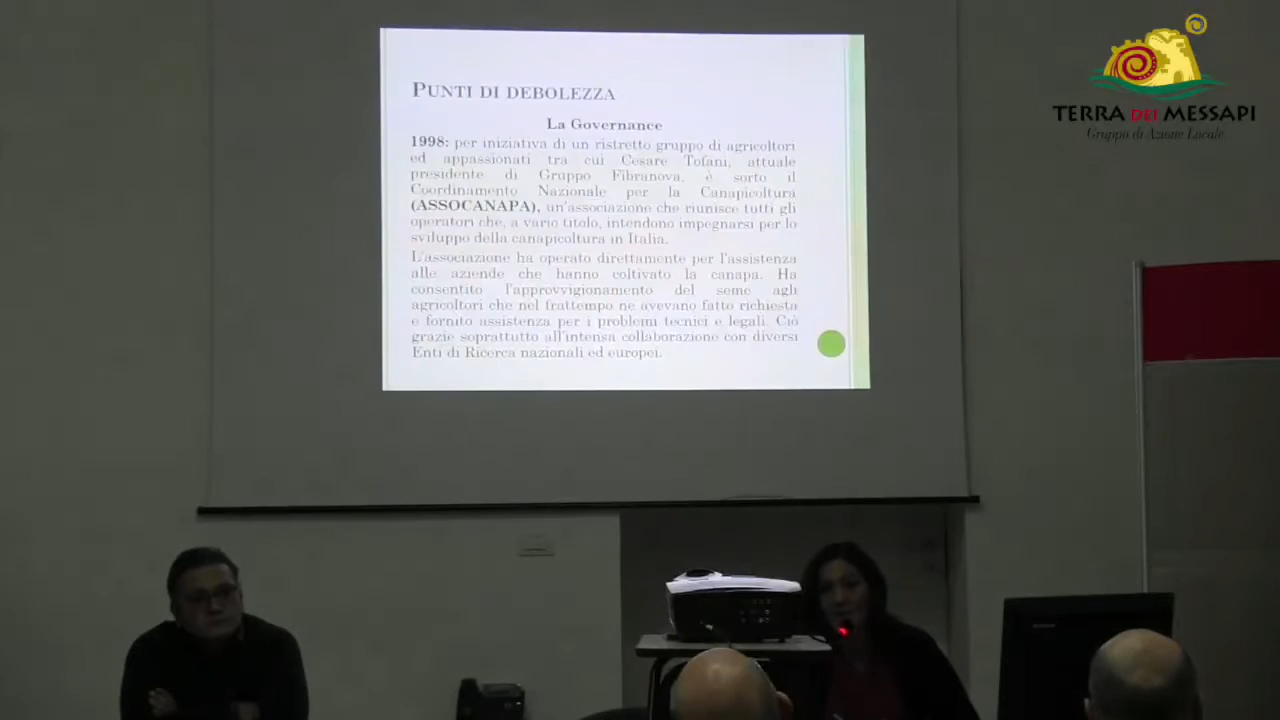 TERRA DEI MESSAPI
Gruppo di Azione Locale
PUNTI DI DEBOLEZZA
La Governance
1998: per iniziativa di un ristretto gruppo di agricoltori
ed appassionati tra cui Cesare Tofani, attuale
presidente di Gruppo Fibranova, è sorto il
Coordinamento Nazionale per la Canapicoltura
(ASSOCANAPA), un'associazione che riunisce tutti gli
operatori che, a vario titolo, intendono impegnarsi per lo
sviluppo della canapicoltura in Italia.
L'associazione ha operato direttamente per l'assistenza
alle aziende che hanno coltivato la canapa. Ha
consentito l'approvvigionamento del seme agli
agricoltori che nel frattempo ne avevano fatto richiesta
e fornito assistenza per i problemi tecnici e legali. Ciò
grazie soprattutto all'intensa collaborazione con diversi
Enti di Ricerca nazionali ed europei.